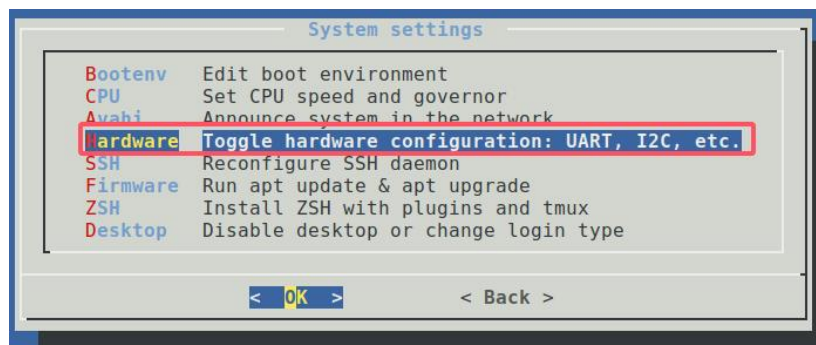 System settings
Bootenv Edit boot environment
CPU Set CPU speed and governor
Avahi Announce system in the network
Hardware Toggle hardware configuration: UART, I2C, etc.
SSH Reconfigure SSH daemon
Firmware Run apt update & apt upgrade
ZSH Install ZSH with plugins and tmux
Desktop Disable desktop or change login type
< OK > < Back >